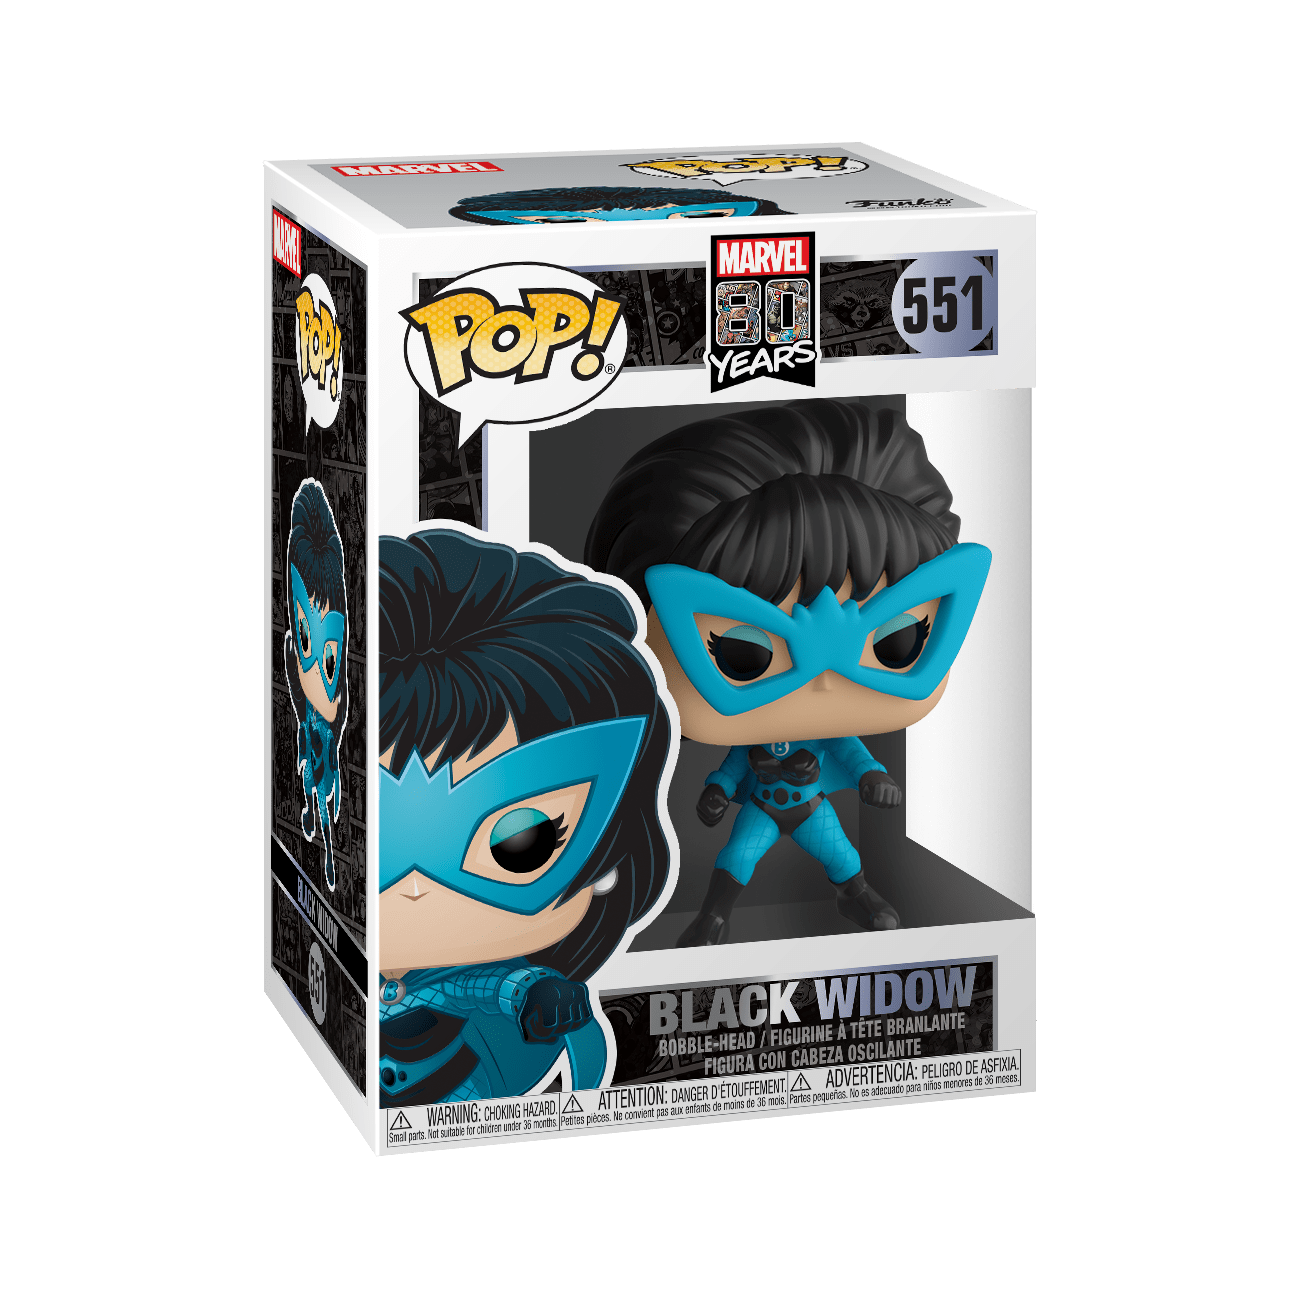 MARVEL
POP!
Funko
MARVEL
POP!
BLACK WIDOW
551
POP!®
MARVEL
80
YEARS
551
B
B
BLACK WIDOW
BOBBLE-HEAD / FIGURINE À TÊTE BRANLANTE
FIGURA CON CABEZA OSCILANTE
WARNING: CHOKING HAZARD.
Small parts. Not suitable for children under 36 months.
ATTENTION: DANGER D'ÉTOUFFEMENT.
Petites pièces. Ne convient pas aux enfants de moins de 36 mois.
ADVERTENCIA: PELIGRO DE ASFIXIA.
Partes pequeñas. No es adecuado para niños menores de 36 meses.